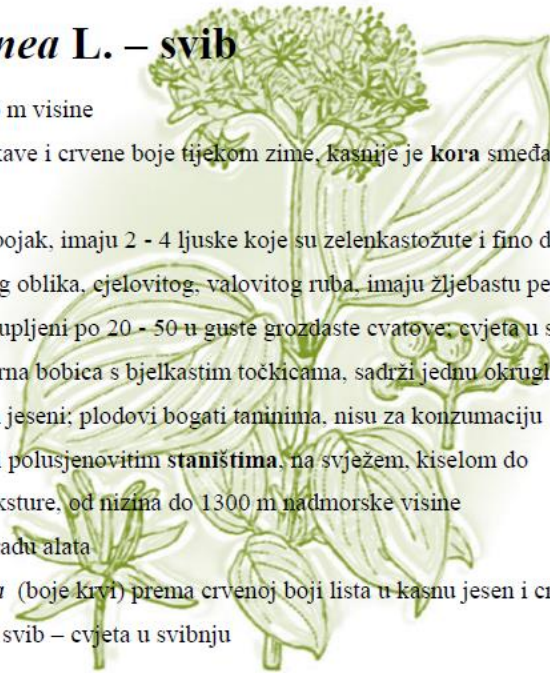 nea L. – svib
m visine
kave i crvene boje tijekom zime, kasnije je kora smeđa
pojak, imaju 2 - 4 ljuske koje su zelenkastožute i fino d
g oblika, cjelovitog, valovitog ruba, imaju žljebastu pe
upljeni po 20 - 50 u guste grozdaste cvatove; cvjeta u s
rna bobica s bjelkastim točkicama, sadrži jednu okrugl
jeseni; plodovi bogati taninima, nisu za konzumaciju
polusjenovitim staništima, na svježem, kiselom do
ksture, od nizina do 1300 m nadmorske visine
radu alata
(boje krvi) prema crvenoj boji lista u kasnu jesen i cr
svib – cvjeta u svibnju